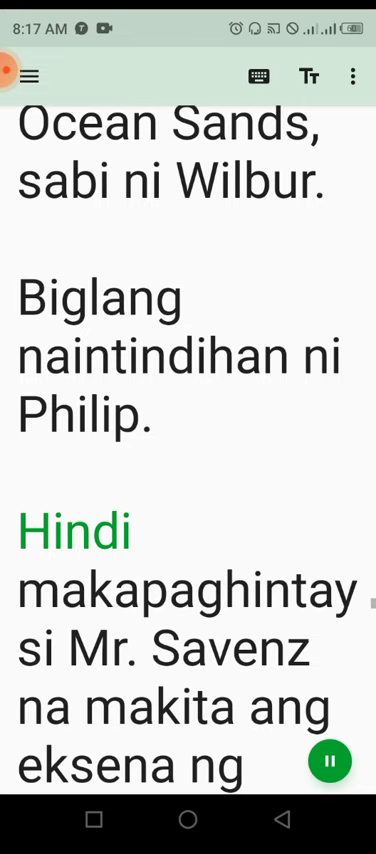 8:17 AM
Ocean Sands,
sabi ni Wilbur.
Biglang
naintindihan ni
Philip.
Hindi
makapaghintay
si Mr. Savenz
na makita ang
eksena ng